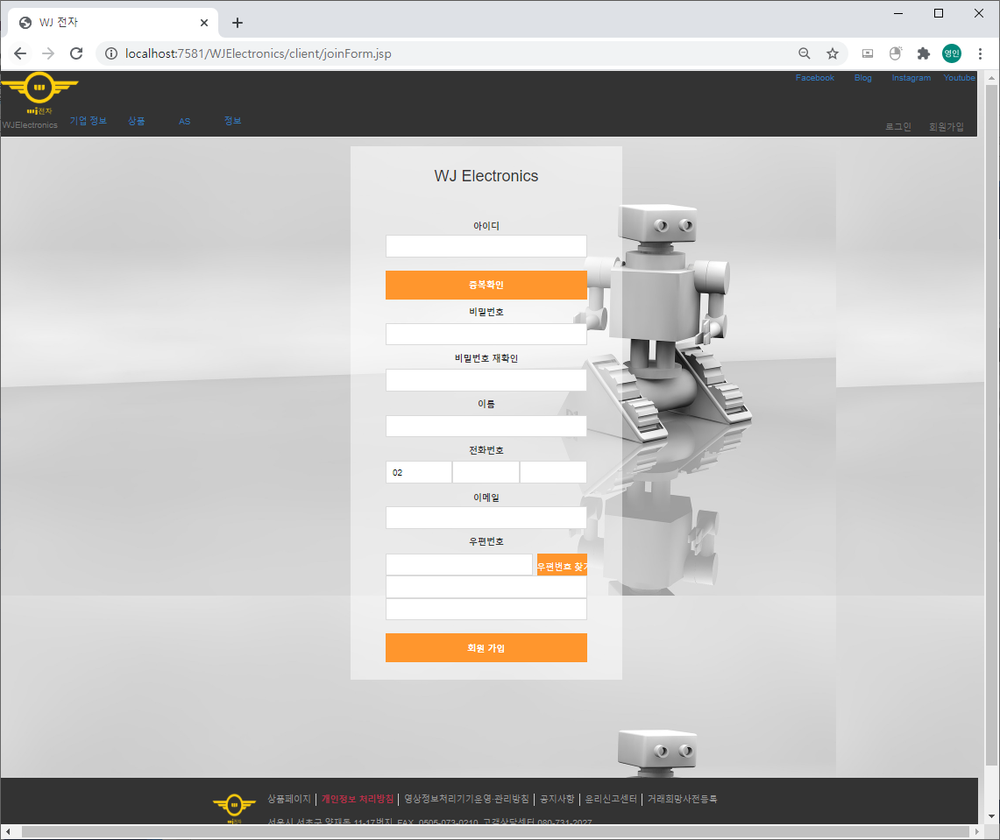 WJ 전자
localhost:7581/WJElectronics/client/joinForm.jsp
영인
Facebook Blog Instagram Youtube
wj전자
WJElectronics 기업 정보 상품 AS 정보
로그인 회원가입
WJ Electronics
아이디
중복확인
비밀번호
비밀번호 재확인
이름
전화번호
02
이메일
우편번호
우편번호 찾기
회원 가입
상품페이지 개인정보 처리방침 영상정보처리기기운영·관리방침 공지사항 윤리신고센터 거래희망사전등록
wj전자
서울시 서초구 양재동 11-17번지 FAX. 0505-073-0210 고객상담센터 080-731-2027